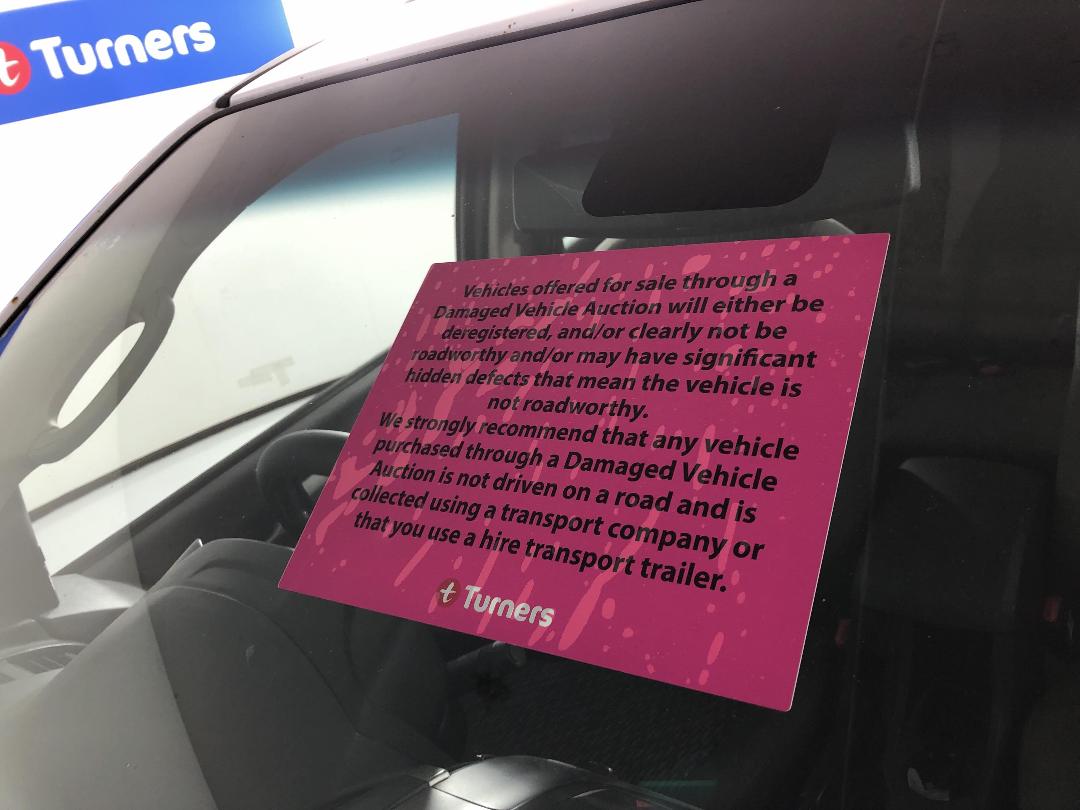 t Turners
Vehicles offered for sale through a
Damaged Vehicle Auction will either be
deregistered, and/or clearly not be
roadworthy and/or may have significant
hidden defects that mean the vehicle is
not roadworthy.
We strongly recommend that any vehicle
purchased through a Damaged Vehicle
Auction is not driven on a road and is
collected using a transport company or
that you use a hire transport trailer.
t Turners